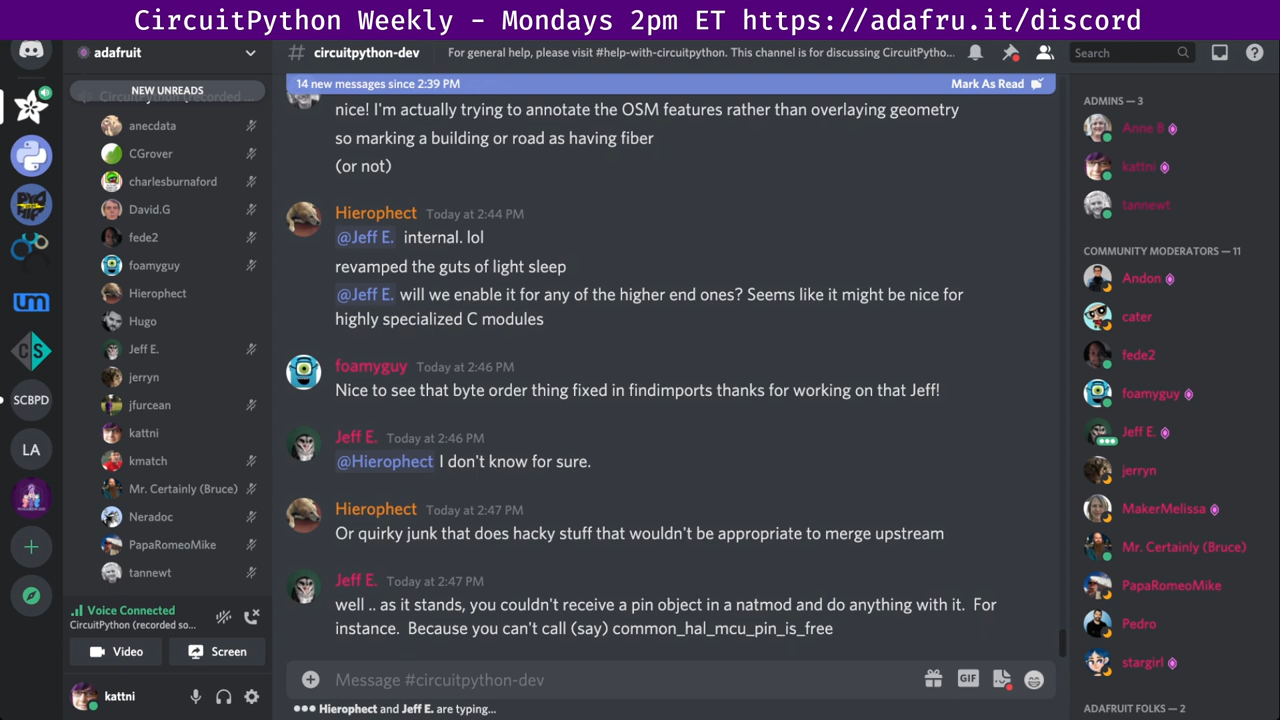 CircuitPython Weekly - Mondays 2pm ET https://adafru.it/discord
adafruit
NEW UNREADS
CircuitPython (recorded ...
anecdata
CGrover
charlesburnaford
David.G
fede2
foamyguy
Hierophect
Hugo
Jeff E.
jerryn
jfurcean
kattni
kmatch
Mr. Certainly (Bruce)
Neradoc
PapaRomeoMike
tannewt
um
CS
SCBPD
LA
Voice Connected
CircuitPython (recorded so...
Video
Screen
kattni
# circuitpython-dev
For general help, please visit #help-with-circuitpython. This channel is for discussing CircuitPytho...
Search
14 new messages since 2:39 PM
Mark As Read
nice! I'm actually trying to annotate the OSM features rather than overlaying geometry
so marking a building or road as having fiber
(or not)
Hierophect Today at 2:44 PM
@Jeff E. internal. lol
revamped the guts of light sleep
@Jeff E. will we enable it for any of the higher end ones? Seems like it might be nice for
highly specialized C modules
foamyguy Today at 2:46 PM
Nice to see that byte order thing fixed in findimports thanks for working on that Jeff!
Jeff E. Today at 2:46 PM
@Hierophect I don't know for sure.
Hierophect Today at 2:47 PM
Or quirky junk that does hacky stuff that wouldn't be appropriate to merge upstream
Jeff E. Today at 2:47 PM
well .. as it stands, you couldn't receive a pin object in a natmod and do anything with it. For
instance. Because you can't call (say) common_hal_mcu_pin_is_free
Message #circuitpython-dev
GIF
Hierophect and Jeff E. are typing...
ADMINS — 3
Anne B
kattni
tannewt
COMMUNITY MODERATORS — 11
Andon
cater
fede2
foamyguy
Jeff E.
jerryn
MakerMelissa
Mr. Certainly (Bruce)
PapaRomeoMike
Pedro
stargirl
ADAFRUIT FOLKS — 2